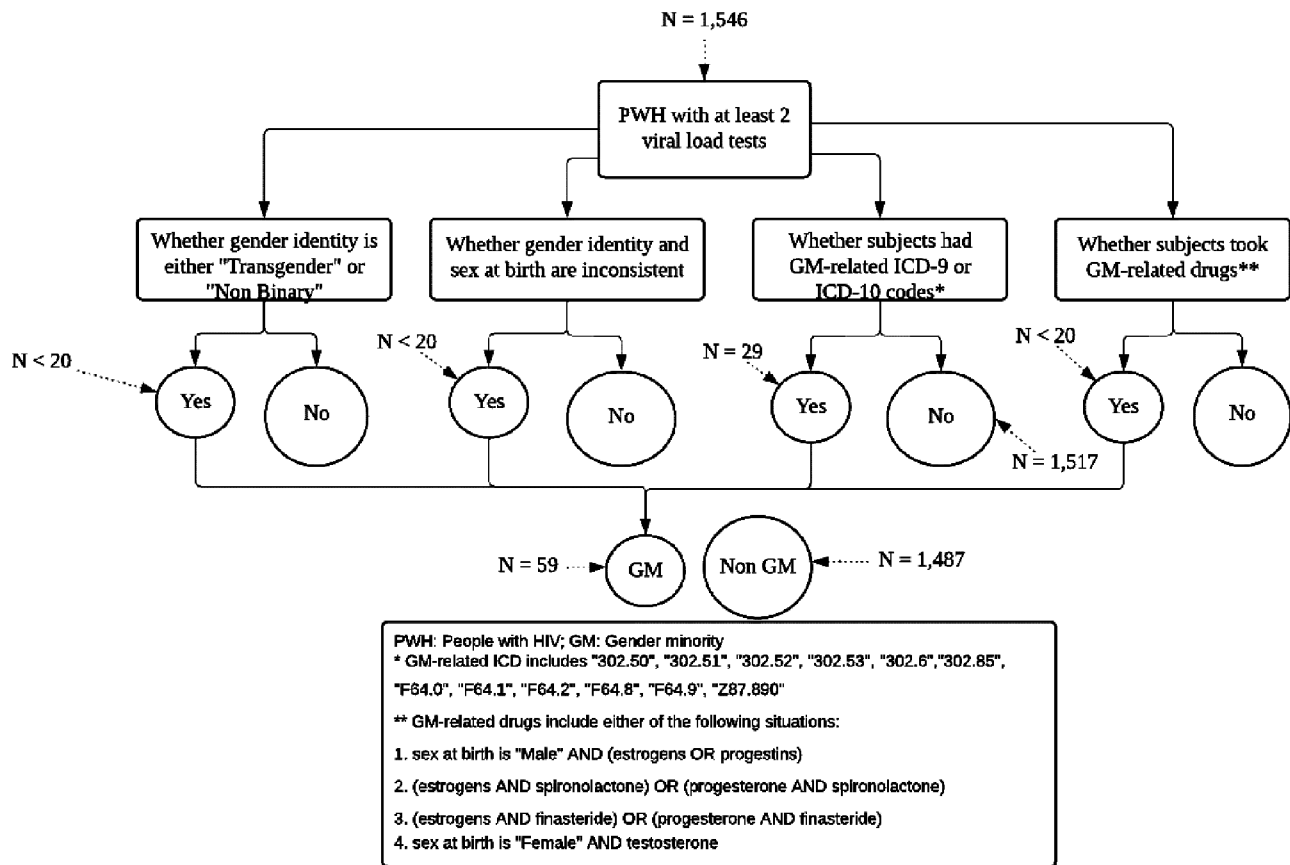 N = 1,546
PWH with at least 2
viral load tests
Whether gender identity is
either "Transgender" or
"Non Binary"
Whether gender identity and
sex at birth are inconsistent
Whether subjects had
GM-related ICD-9 or
ICD-10 codes*
Whether subjects took
GM-related drugs**
N < 20
Yes
No
N < 20
Yes
No
N = 29
Yes
No
N = 1,517
N < 20
Yes
No
N = 59
GM
Non GM
N = 1,487
PWH: People with HIV; GM: Gender minority
* GM-related ICD includes "302.50", "302.51", "302.52", "302.53", "302.6","302.85",
"F64.0", "F64.1", "F64.2", "F64.8", "F64.9", "Z87.890"
** GM-related drugs include either of the following situations:
1. sex at birth is "Male" AND (estrogens OR progestins)
2. (estrogens AND spironolactone) OR (progesterone AND spironolactone)
3. (estrogens AND finasteride) OR (progesterone AND finasteride)
4. sex at birth is "Female" AND testosterone